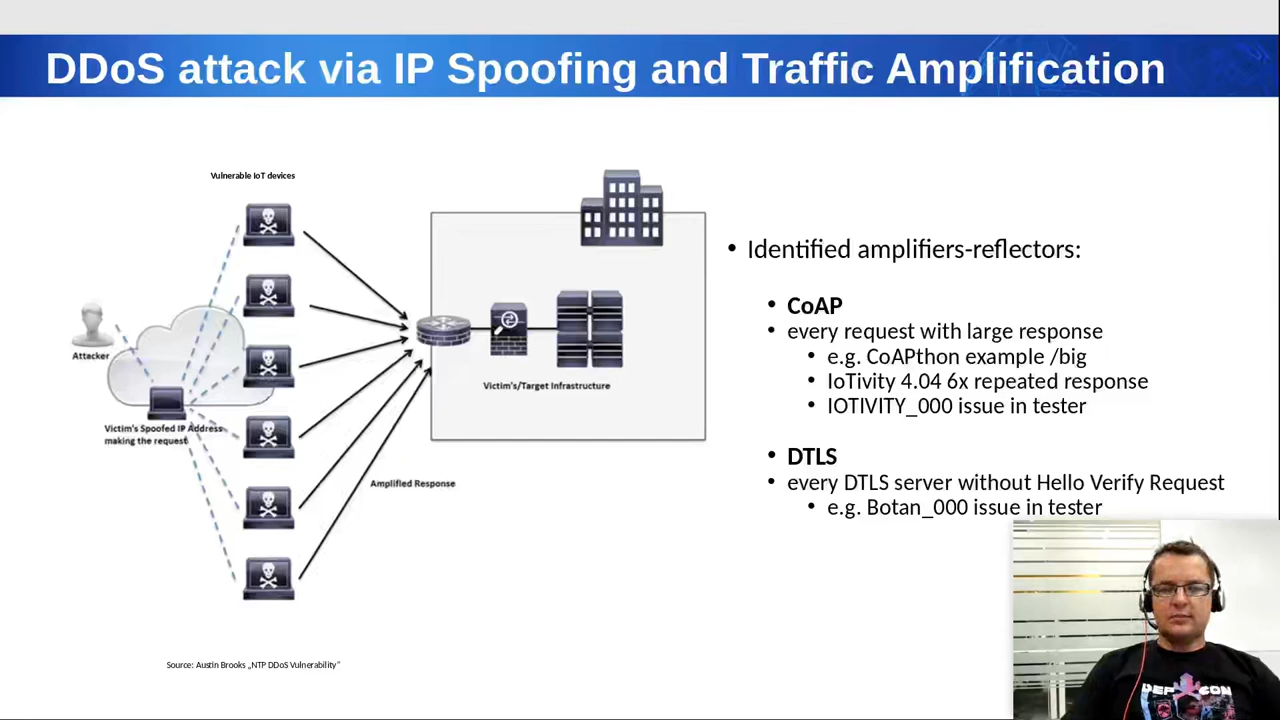 DDoS attack via IP Spoofing and Traffic Amplification
Vulnerable IoT devices
Attacker
Victim's Spoofed IP Address
making the request
Victim's/Target Infrastructure
Amplified Response
Source: Austin Brooks „NTP DDoS Vulnerability"
• Identified amplifiers-reflectors:
• CoAP
• every request with large response
• e.g. CoAPthon example /big
• IoTivity 4.04 6x repeated response
• IOTIVITY_000 issue in tester
• DTLS
• every DTLS server without Hello Verify Request
• e.g. Botan_000 issue in tester
DEF CON